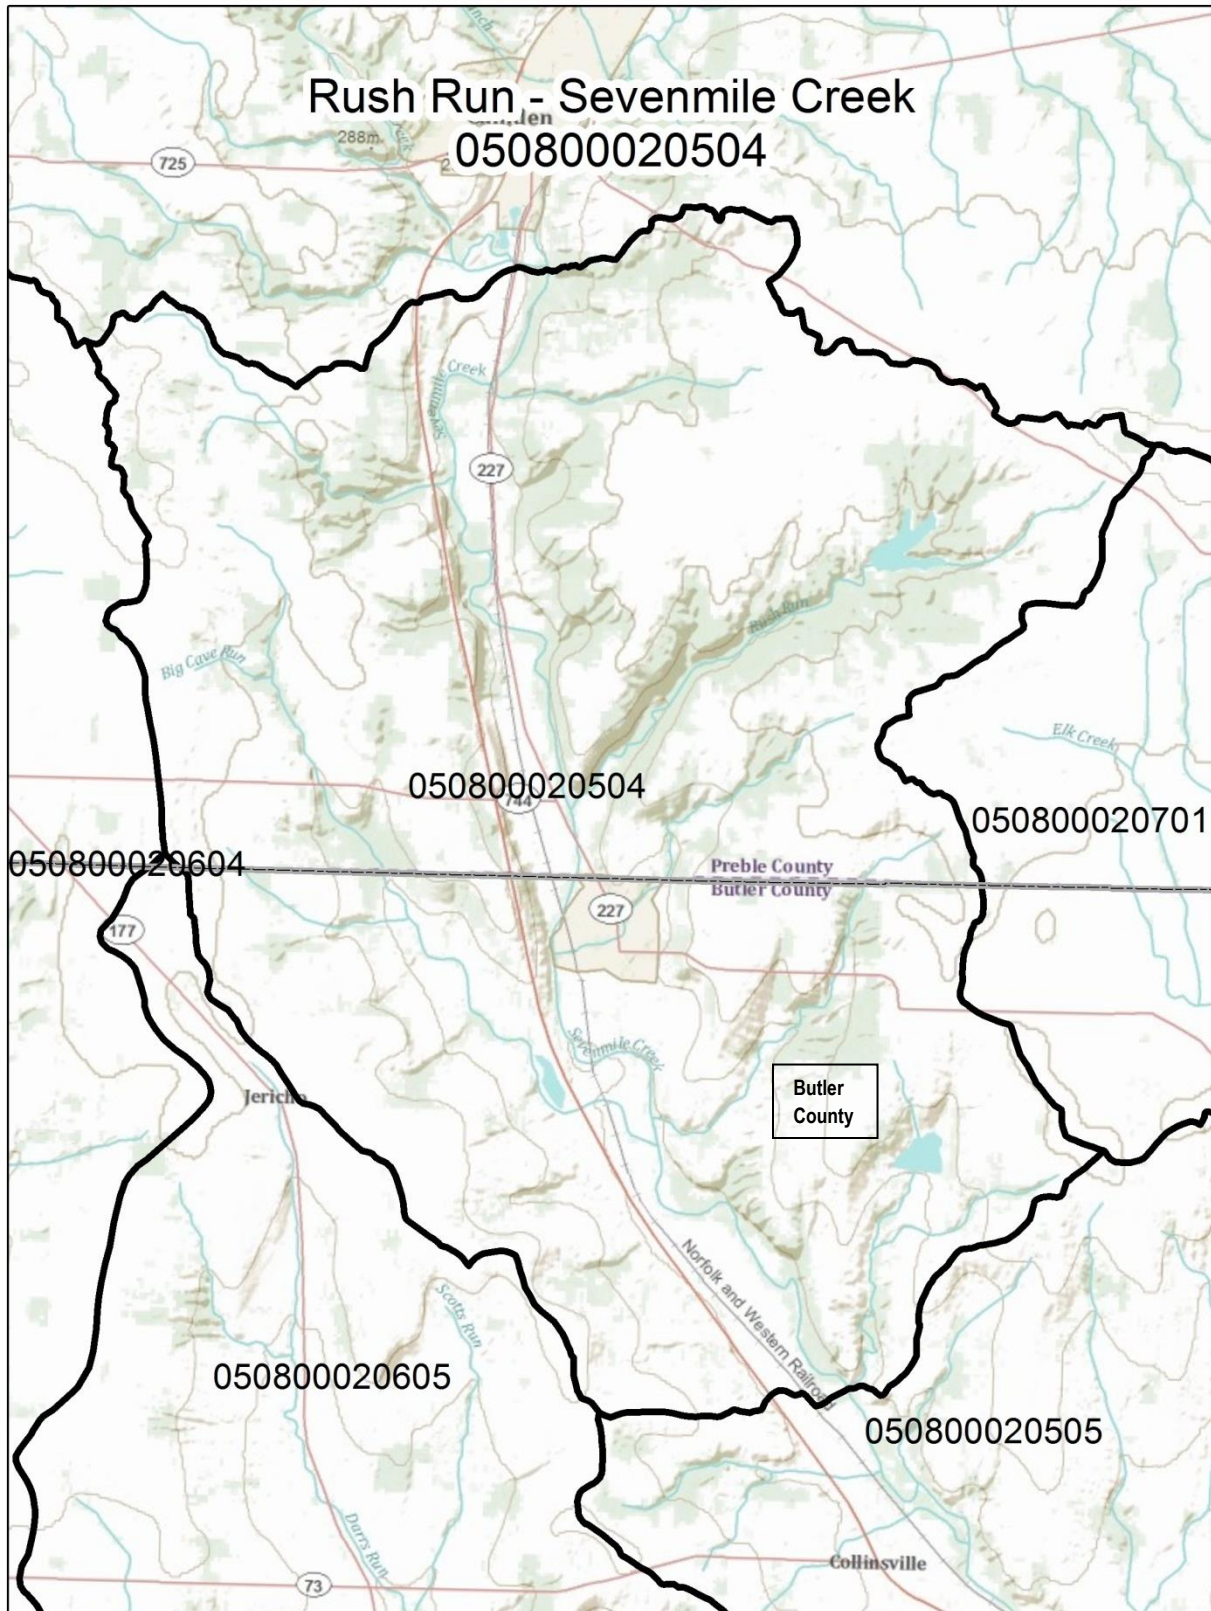 Rush Run - Sevenmile Creek
Camden
288m
050800020504
725
Sevenmile Creek
227
Rush Run
Big Cave Run
Elk Creek
050800020504
744
050800020701
050800020604
Preble County
Butler County
227
177
Sevenmile Creek
Butler
County
Jericho
Norfolk and Western Railroad
Scotts Run
050800020605
050800020505
Darrs Run
Collinsville
73